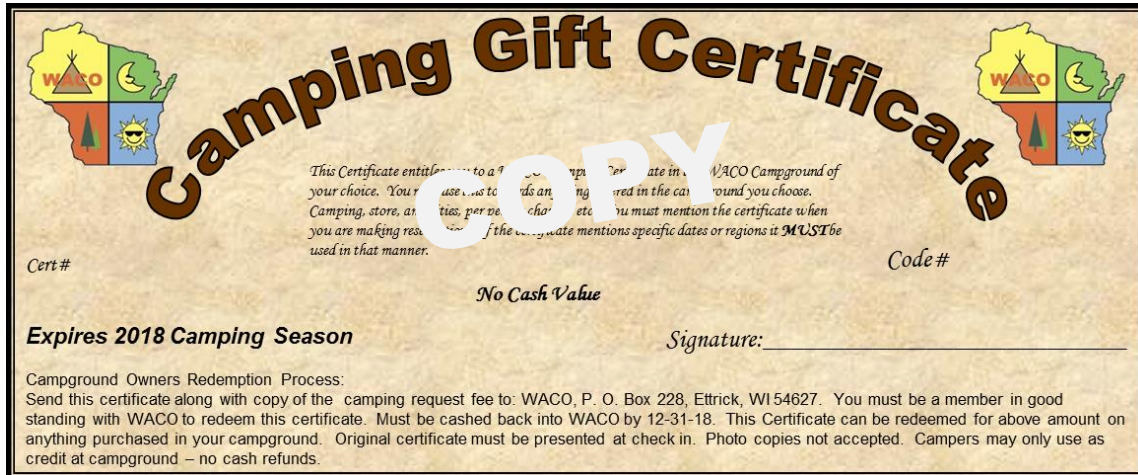 WACO
Camping Gift Certificate
WACO
COPY
This Certificate to a in WACO Campground of
your choice. You in the you choose.
Camping, store, per must mention the certificate when
you are making the certificate mentions specific dates or regions it MUST be
used in that manner.
Cert #
Code #
No Cash Value
Expires 2018 Camping Season
Signature:
Campground Owners Redemption Process:
Send this certificate along with copy of the camping request fee to: WACO, P. O. Box 228, Ettrick, WI 54627. You must be a member in good
standing with WACO to redeem this certificate. Must be cashed back into WACO by 12-31-18. This Certificate can be redeemed for above amount on
anything purchased in your campground. Original certificate must be presented at check in. Photo copies not accepted. Campers may only use as
credit at campground – no cash refunds.